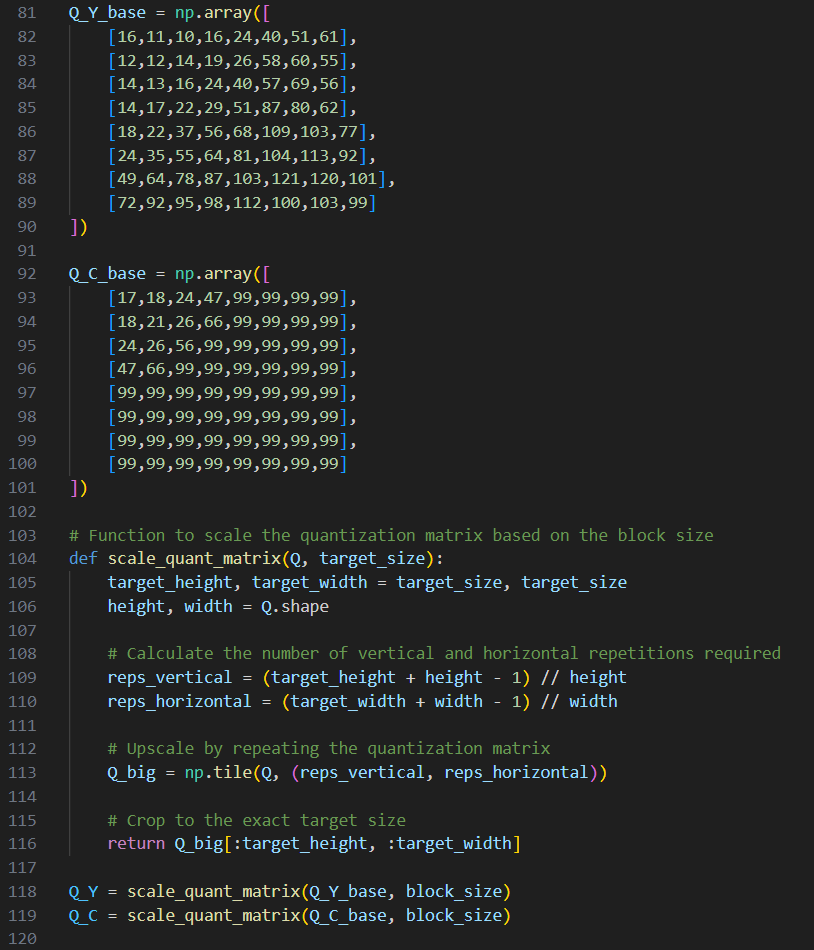 81 Q_Y_base = np.array([
82     [16,11,10,16,24,40,51,61],
83     [12,12,14,19,26,58,60,55],
84     [14,13,16,24,40,57,69,56],
85     [14,17,22,29,51,87,80,62],
86     [18,22,37,56,68,109,103,77],
87     [24,35,55,64,81,104,113,92],
88     [49,64,78,87,103,121,120,101],
89     [72,92,95,98,112,100,103,99]
90 ])
91
92 Q_C_base = np.array([
93     [17,18,24,47,99,99,99,99],
94     [18,21,26,66,99,99,99,99],
95     [24,26,56,99,99,99,99,99],
96     [47,66,99,99,99,99,99,99],
97     [99,99,99,99,99,99,99,99],
98     [99,99,99,99,99,99,99,99],
99     [99,99,99,99,99,99,99,99],
100     [99,99,99,99,99,99,99,99]
101 ])
102
103 # Function to scale the quantization matrix based on the block size
104 def scale_quant_matrix(Q, target_size):
105     target_height, target_width = target_size, target_size
106     height, width = Q.shape
107
108     # Calculate the number of vertical and horizontal repetitions required
109     reps_vertical = (target_height + height - 1) // height
110     reps_horizontal = (target_width + width - 1) // width
111
112     # Upscale by repeating the quantization matrix
113     Q_big = np.tile(Q, (reps_vertical, reps_horizontal))
114
115     # Crop to the exact target size
116     return Q_big[:target_height, :target_width]
117
118 Q_Y = scale_quant_matrix(Q_Y_base, block_size)
119 Q_C = scale_quant_matrix(Q_C_base, block_size)
120